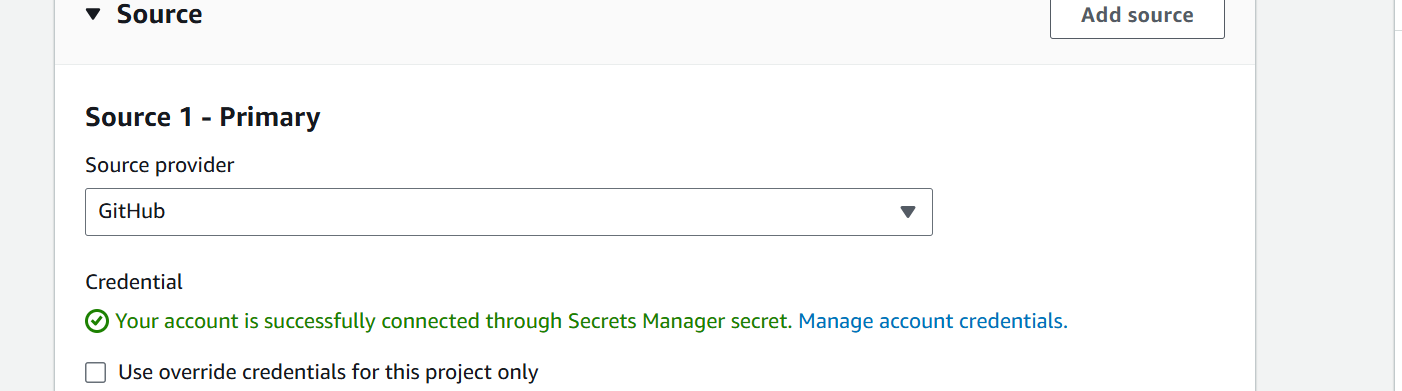 Source
Add source
Source 1 - Primary
Source provider
GitHub
Credential
Your account is successfully connected through Secrets Manager secret. Manage account credentials.
Use override credentials for this project only